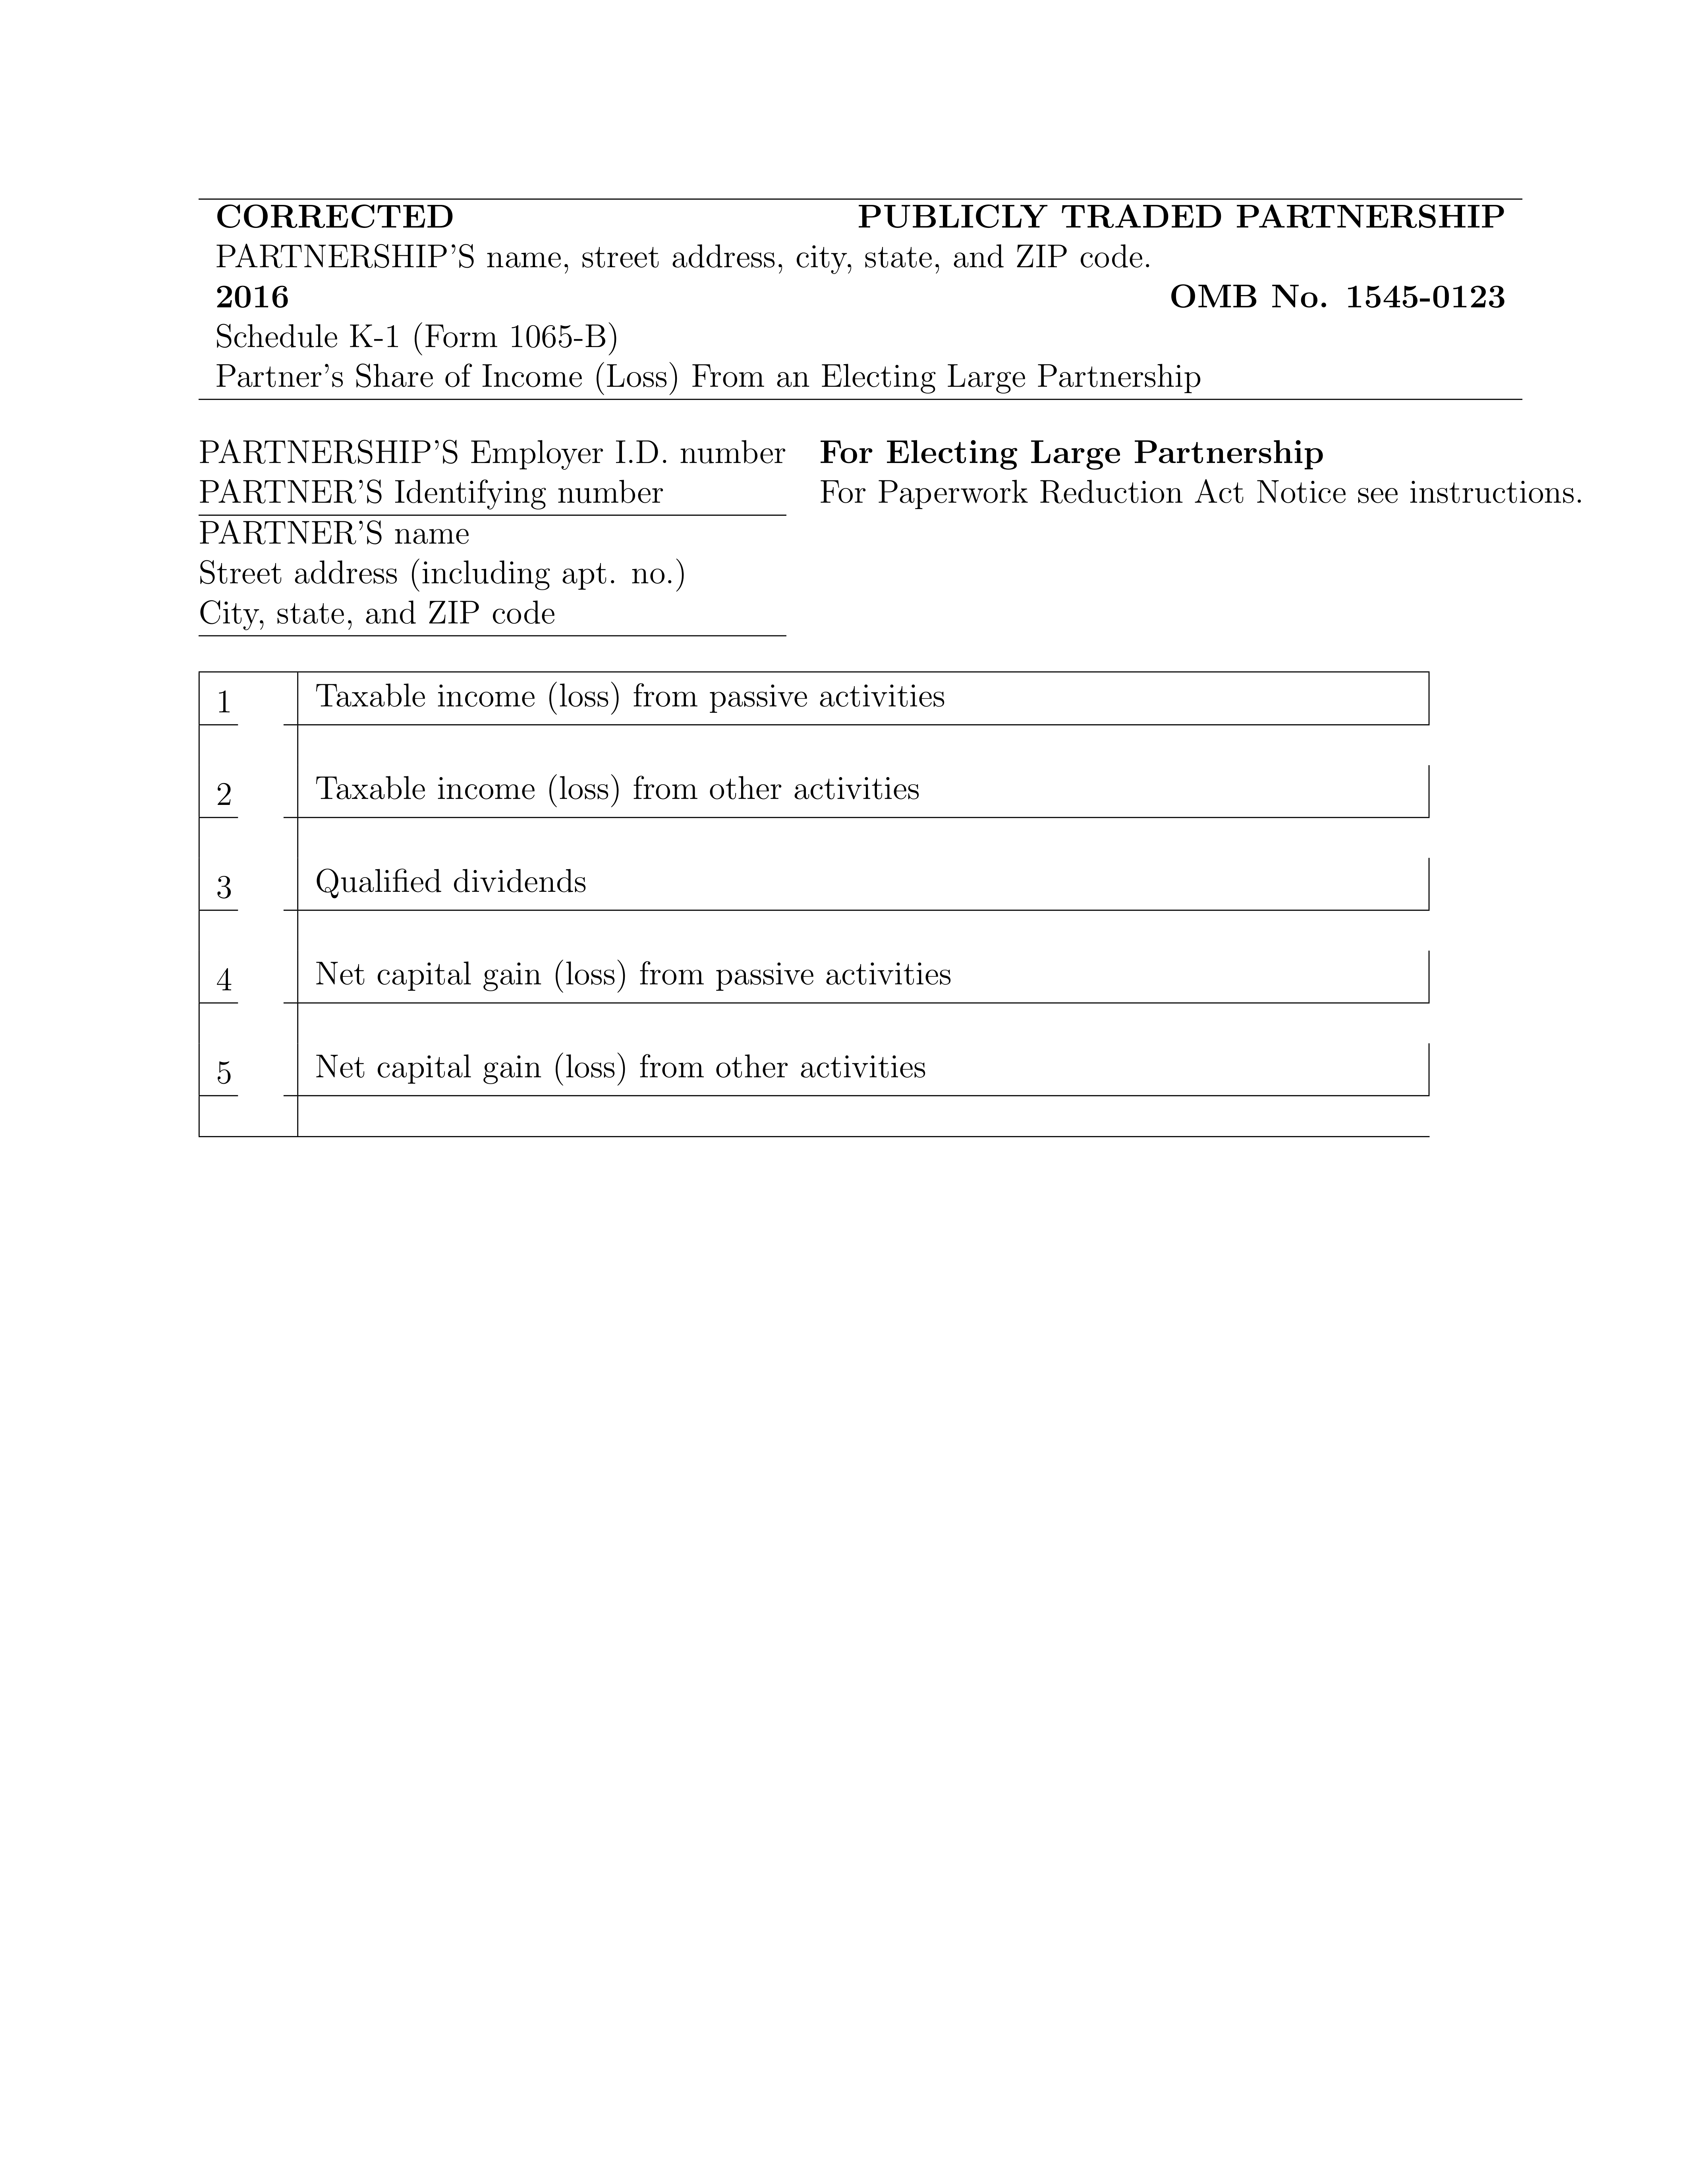 CORRECTED PUBLICLY TRADED PARTNERSHIP
PARTNERSHIP'S name, street address, city, state, and ZIP code.
2016 OMB No. 1545-0123
Schedule K-1 (Form 1065-B)
Partner's Share of Income (Loss) From an Electing Large Partnership
PARTNERSHIP'S Employer I.D. number For Electing Large Partnership
PARTNER'S Identifying number For Paperwork Reduction Act Notice see instructions.
PARTNER'S name
Street address (including apt. no.)
City, state, and ZIP code
1 Taxable income (loss) from passive activities
2 Taxable income (loss) from other activities
3 Qualified dividends
4 Net capital gain (loss) from passive activities
5 Net capital gain (loss) from other activities